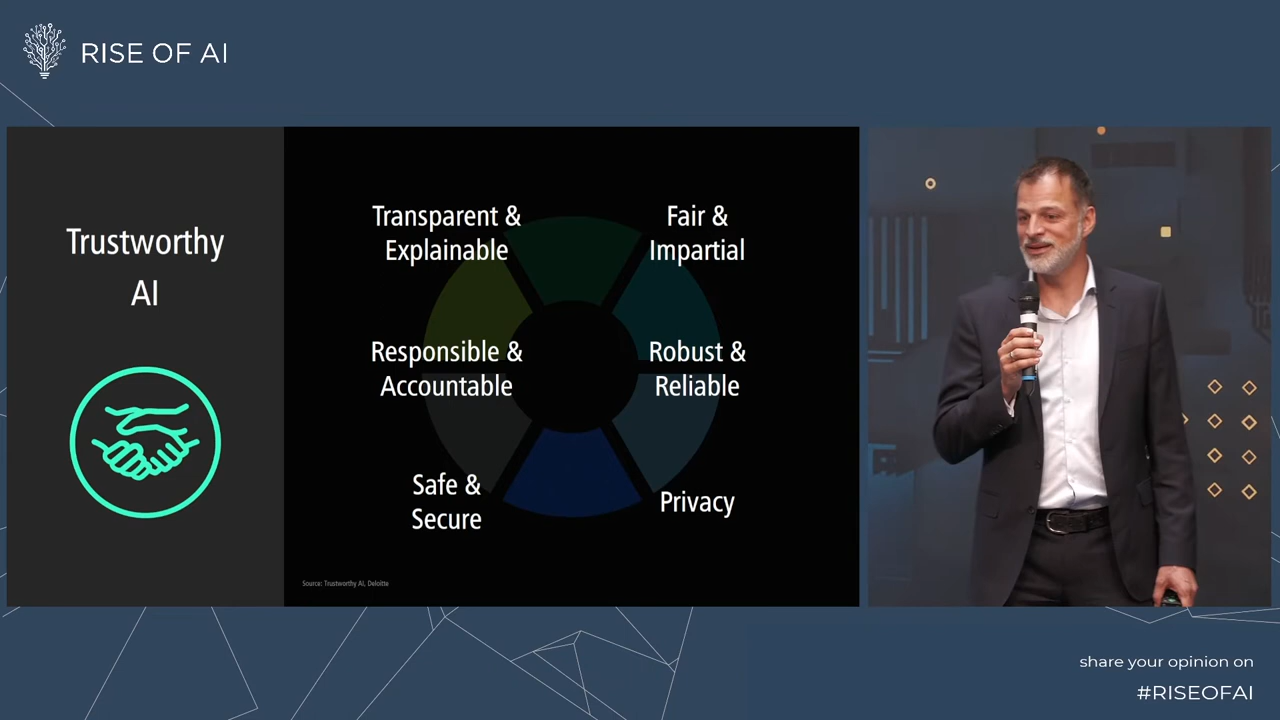 RISE OF AI
Trustworthy
AI
Transparent &
Explainable
Fair &
Impartial
Responsible &
Accountable
Robust &
Reliable
Safe &
Secure
Privacy
Source: Trustworthy AI, Deloitte
share your opinion on
#RISEOFAI